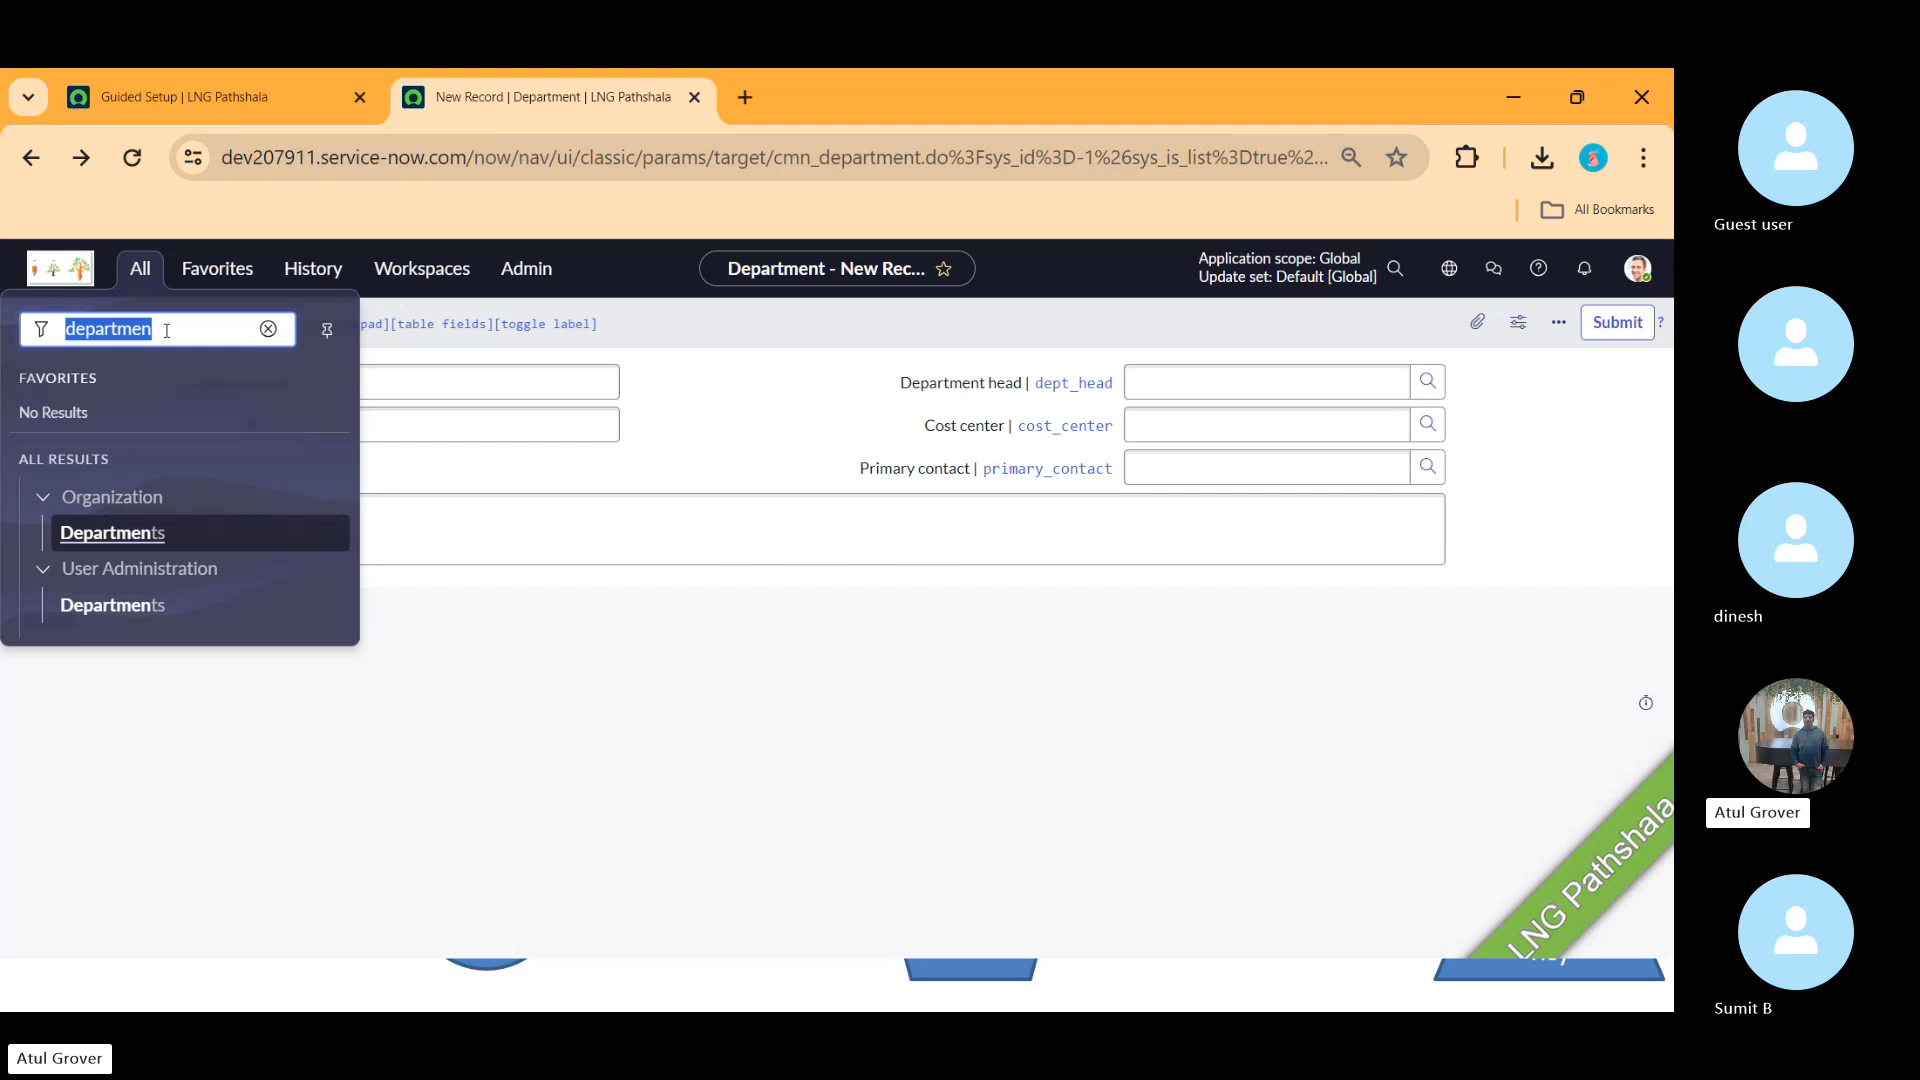 Guided Setup | LNG Pathshala
New Record | Department | LNG Pathshala
dev207911.service-now.com/now/nav/ui/classic/params/target/cmn_department.do%3Fsys_id%3D-1%26sys_is_list%3Dtrue%2...
All Bookmarks
All
Favorites
History
Workspaces
Admin
Department - New Rec...
Application scope: Global
Update set: Default [Global]
departmen
pad][table fields][toggle label]
Submit
?
FAVORITES
No Results
ALL RESULTS
Organization
Departments
User Administration
Departments
Department head | dept_head
Cost center | cost_center
Primary contact | primary_contact
LNG Pathshala
Guest user
dinesh
Atul Grover
Sumit B
Atul Grover